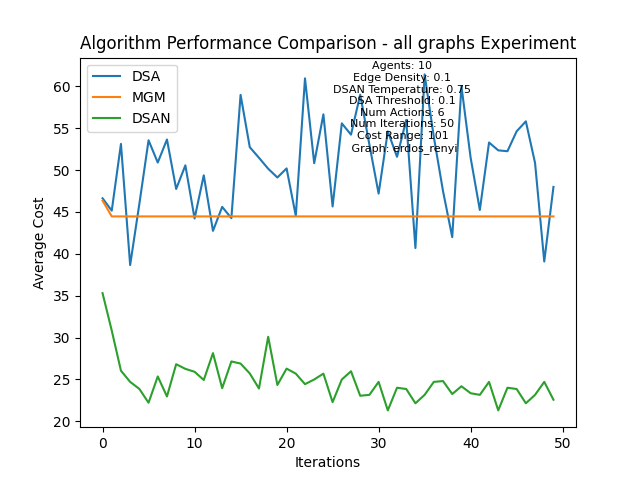 Algorithm Performance Comparison - all graphs Experiment
DSA
MGM
DSAN
Agents: 10
Edge Density: 0.1
DSAN Temperature: 0.75
DSA Threshold: 0.1
Num Actions: 6
Num Iterations: 50
Cost Range: 101
Graph: erdos_renyi
Average Cost
60
55
50
45
40
35
30
25
20
0 10 20 30 40 50
Iterations